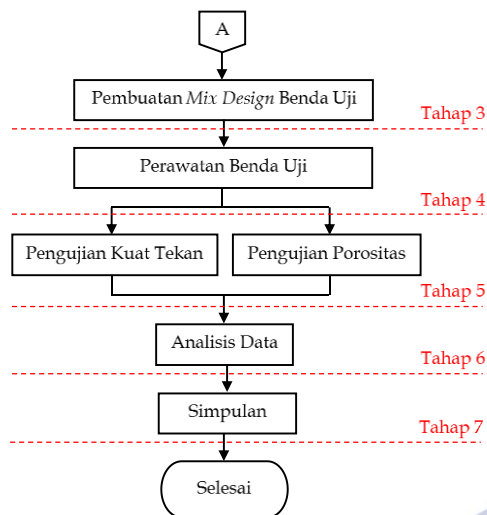 A
Pembuatan Mix Design Benda Uji
Tahap 3
Perawatan Benda Uji
Tahap 4
Pengujian Kuat Tekan
Pengujian Porositas
Tahap 5
Analisis Data
Tahap 6
Simpulan
Tahap 7
Selesai